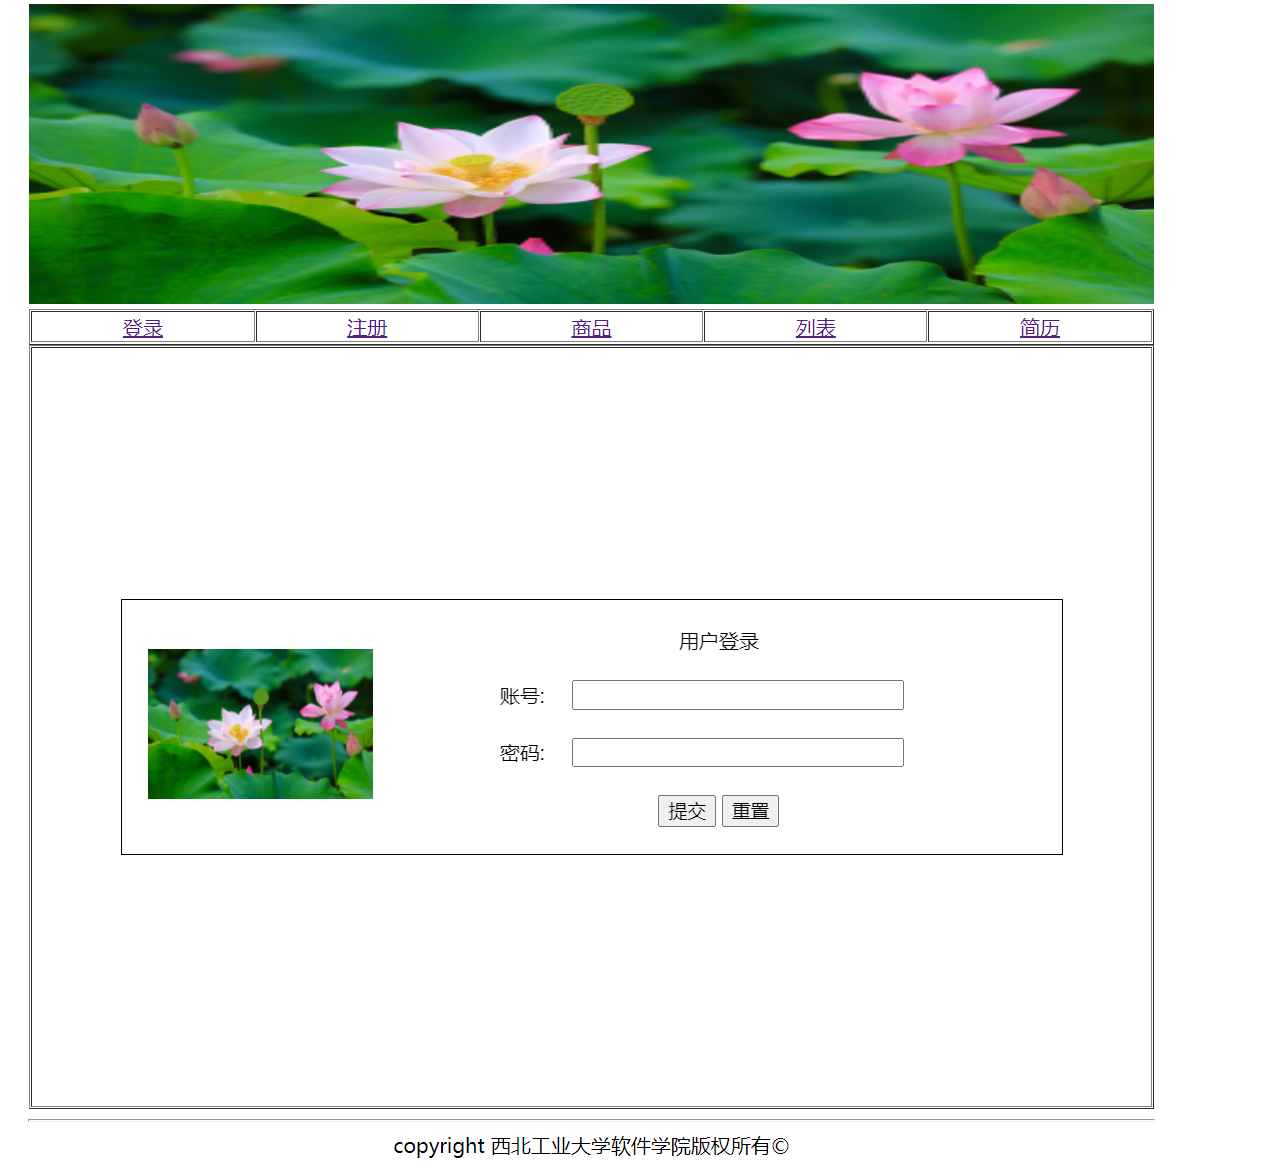 登录 注册 商品 列表 简历
用户登录
账号:
密码:
提交 重置
copyright 西北工业大学软件学院版权所有©